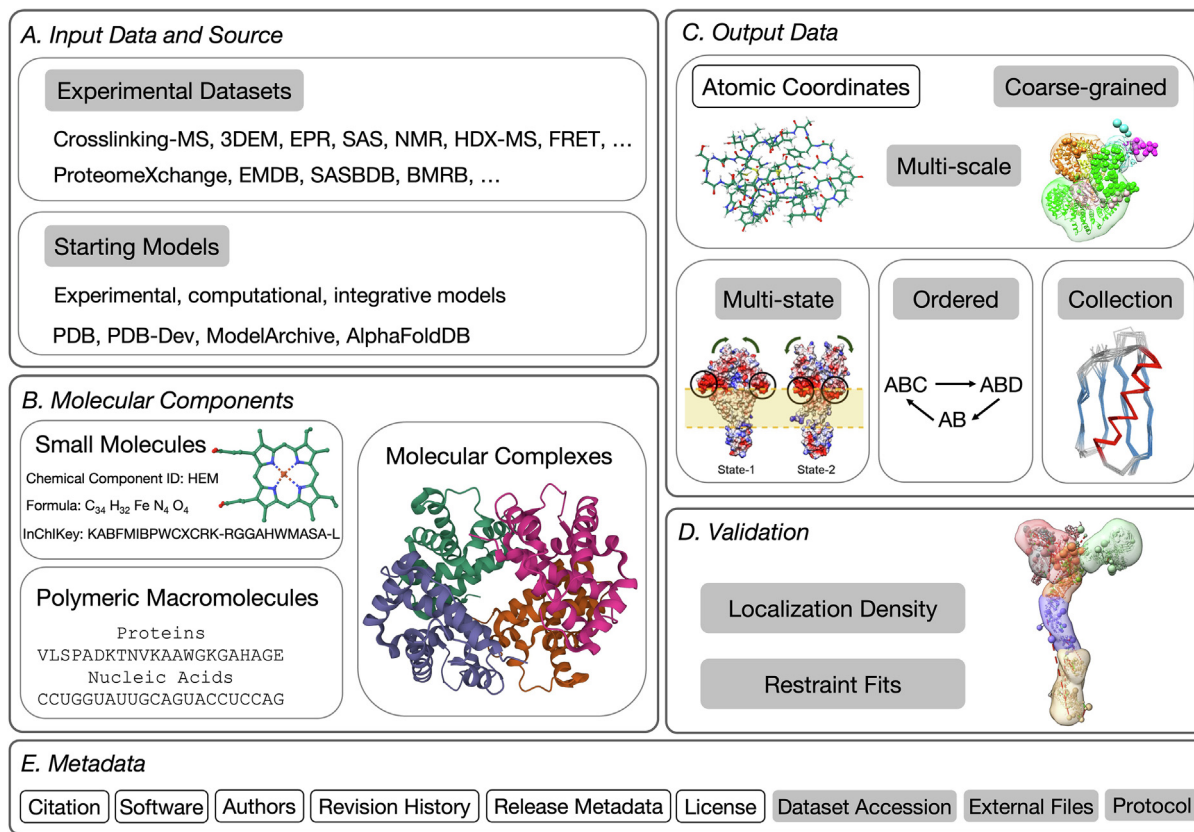 A. Input Data and Source
Experimental Datasets
Crosslinking-MS, 3DEM, EPR, SAS, NMR, HDX-MS, FRET, ...
ProteomeXchange, EMDB, SASBDB, BMRB, ...
Starting Models
Experimental, computational, integrative models
PDB, PDB-Dev, ModelArchive, AlphaFoldDB
B. Molecular Components
Small Molecules
Chemical Component ID: HEM
Formula: C34 H32 Fe N4 O4
InChIKey: KABFMIBPWCXCRK-RGGAHWMASA-L
Polymeric Macromolecules
Proteins
VLSPADKTNVKAAWGKGAHAGE
Nucleic Acids
CCUGGUAUUGCAGUACCUCCAG
Molecular Complexes
C. Output Data
Atomic Coordinates
Coarse-grained
Multi-scale
Multi-state
State-1
State-2
Ordered
ABC
ABD
AB
Collection
D. Validation
Localization Density
Restraint Fits
E. Metadata
Citation
Software
Authors
Revision History
Release Metadata
License
Dataset Accession
External Files
Protocol